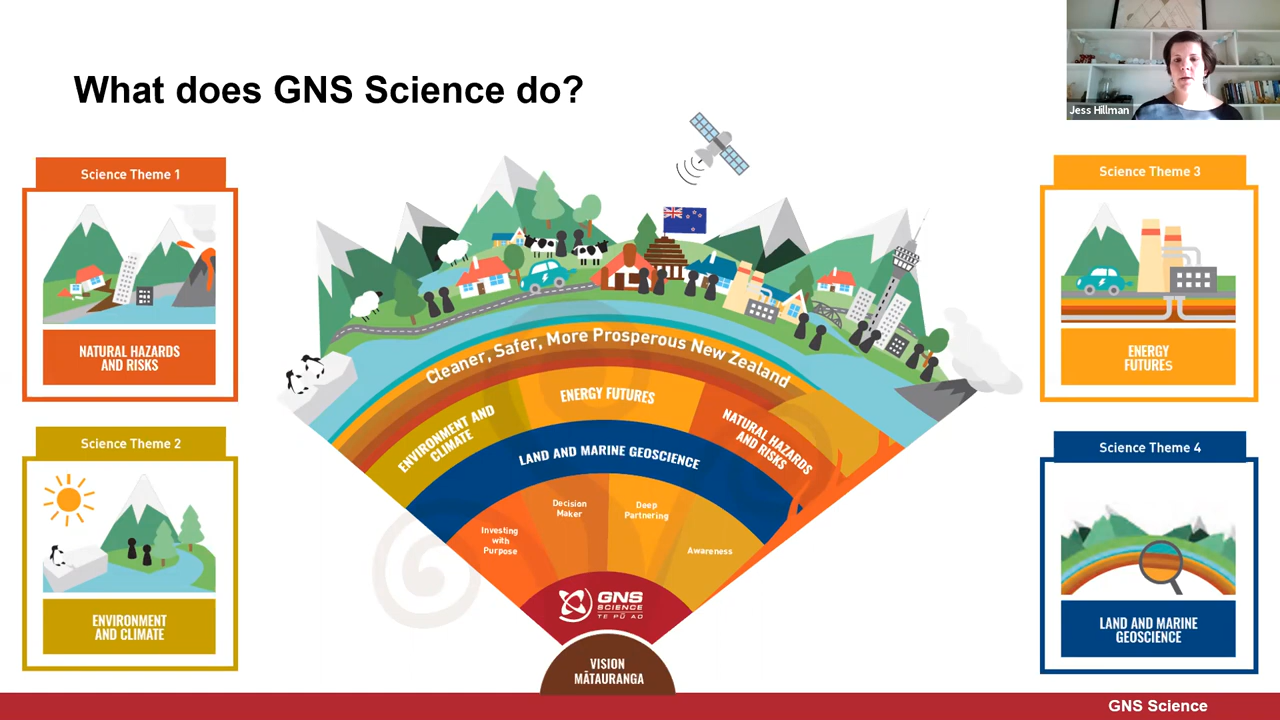 What does GNS Science do?
Jess Hillman
Science Theme 1
NATURAL HAZARDS
AND RISKS
Science Theme 2
ENVIRONMENT
AND CLIMATE
Cleaner, Safer, More Prosperous New Zealand
ENVIRONMENT AND
CLIMATE
ENERGY FUTURES
NATURAL HAZARDS
AND RISKS
LAND AND MARINE GEOSCIENCE
Investing
with
Purpose
Decision
Maker
Deep
Partnering
Awareness
GNS
SCIENCE
TE PŪ AO
VISION
MĀTAURANGA
Science Theme 3
ENERGY
FUTURES
Science Theme 4
LAND AND MARINE
GEOSCIENCE
GNS Science